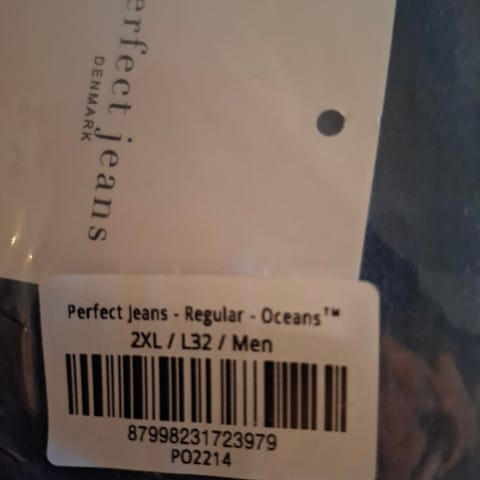 erfect jeans
DENMARK
Perfect Jeans - Regular - Oceans™
2XL / L32 / Men
87998231723979
PO2214